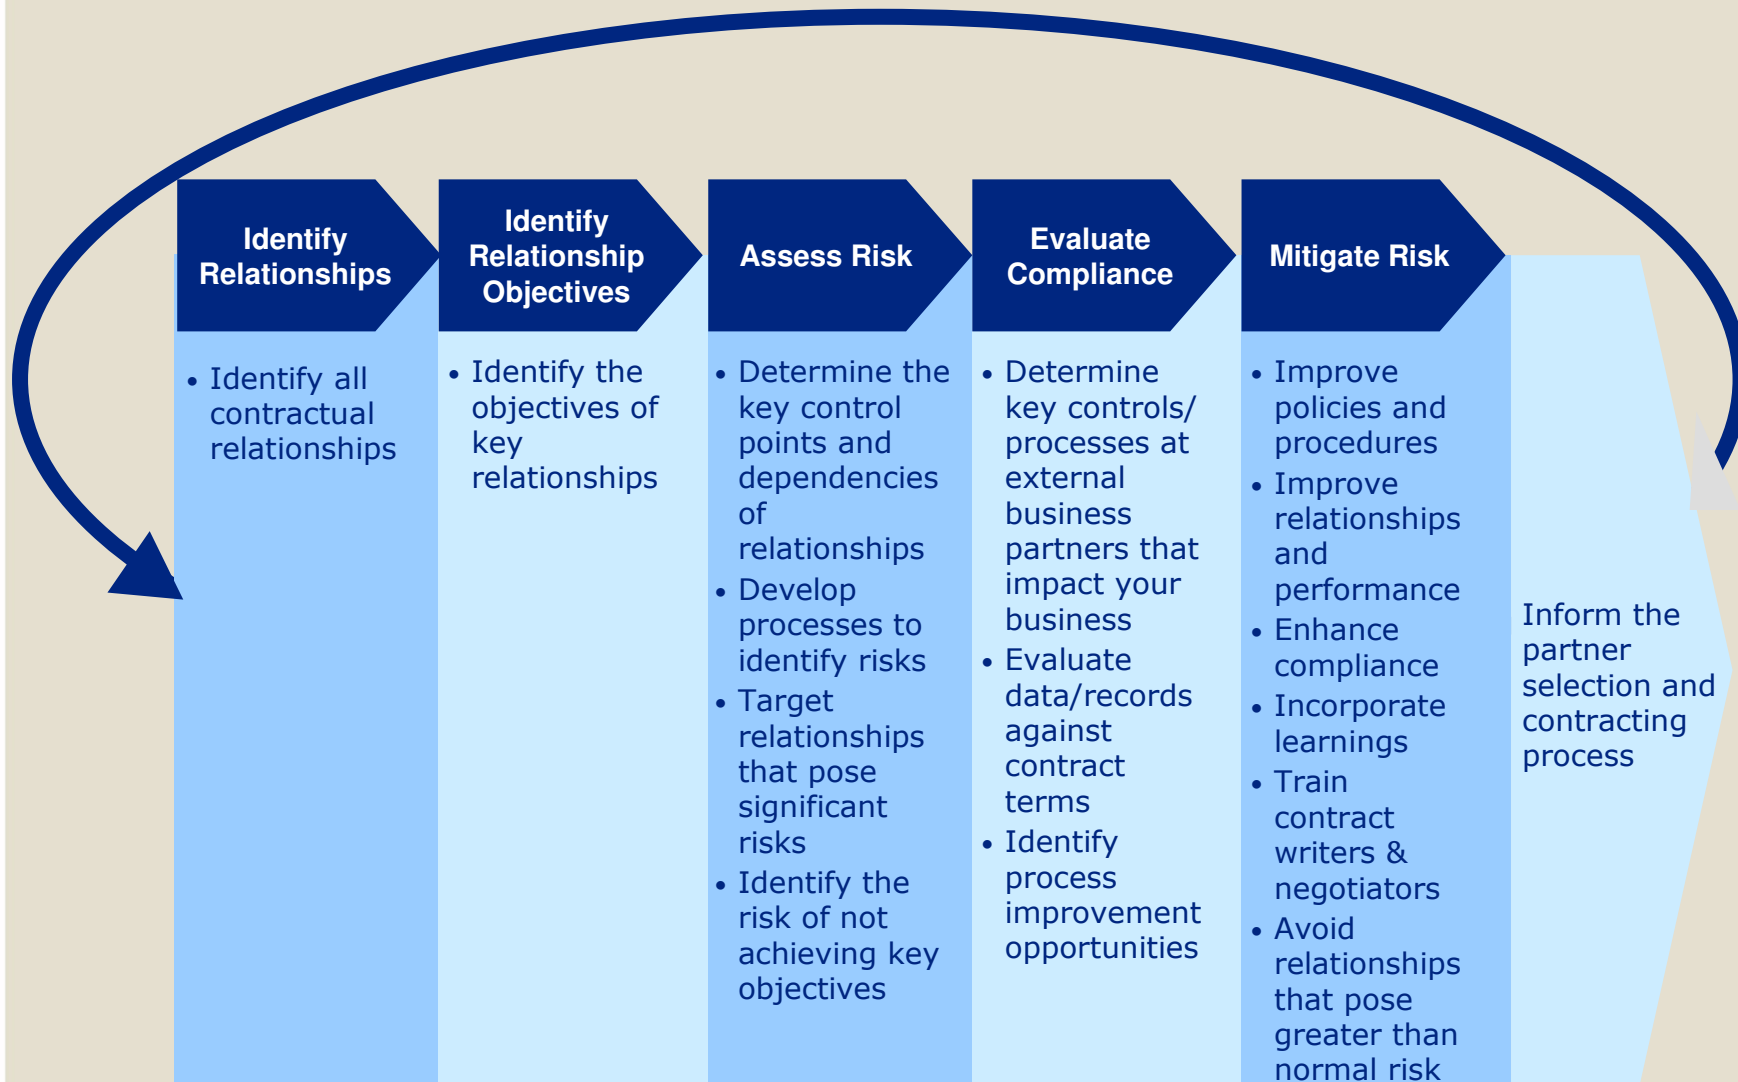 Identify
Relationships
Identify
Relationship
Objectives
Assess Risk
Evaluate
Compliance
Mitigate Risk
• Identify all
contractual
relationships
• Identify the
objectives of
key
relationships
• Determine the
key control
points and
dependencies
of
relationships
• Develop
processes to
identify risks
• Target
relationships
that pose
significant
risks
• Identify the
risk of not
achieving key
objectives
• Determine
key controls/
processes at
external
business
partners that
impact your
business
• Evaluate
data/records
against
contract
terms
• Identify
process
improvement
opportunities
• Improve
policies and
procedures
• Improve
relationships
and
performance
• Enhance
compliance
• Incorporate
learnings
• Train
contract
writers &
negotiators
• Avoid
relationships
that pose
greater than
normal risk
Inform the
partner
selection and
contracting
process